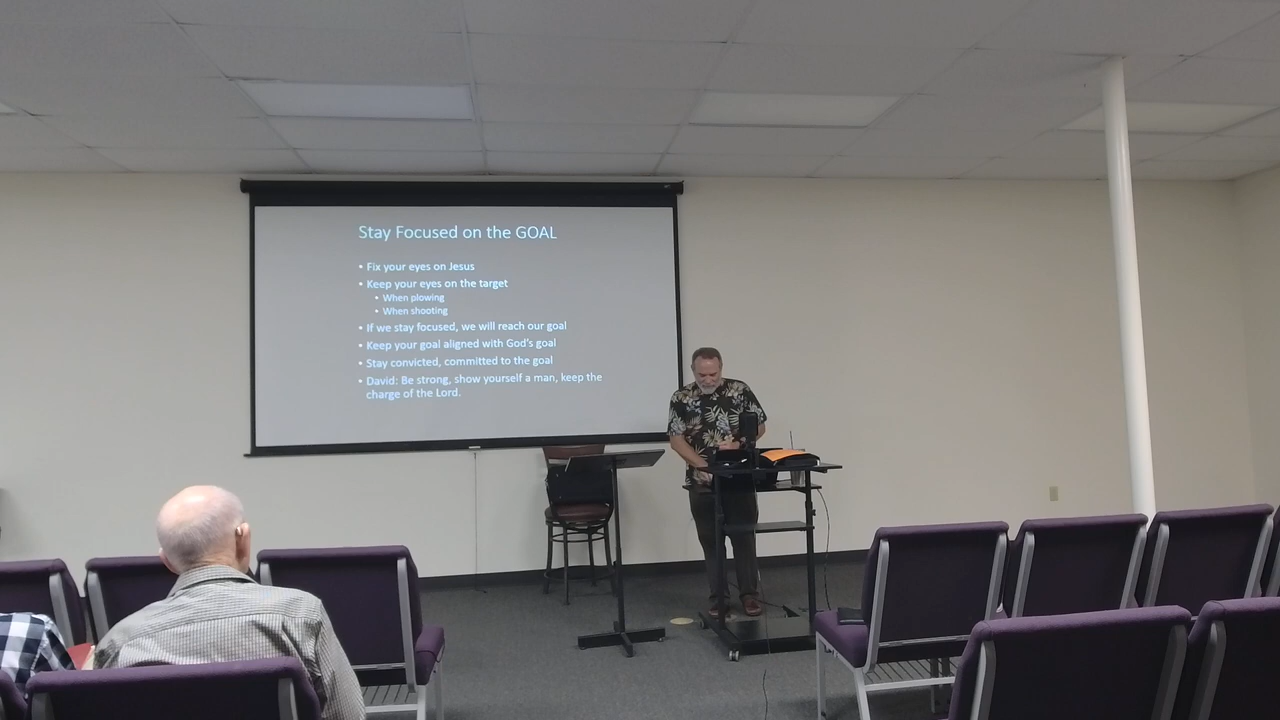 Stay Focused on the GOAL
• Fix your eyes on Jesus
• Keep your eyes on the target
• When plowing
• When shooting
• If we stay focused, we will reach our goal
• Keep your goal aligned with God's goal
• Stay convicted, committed to the goal
• David: Be strong, show yourself a man, keep the
charge of the Lord.